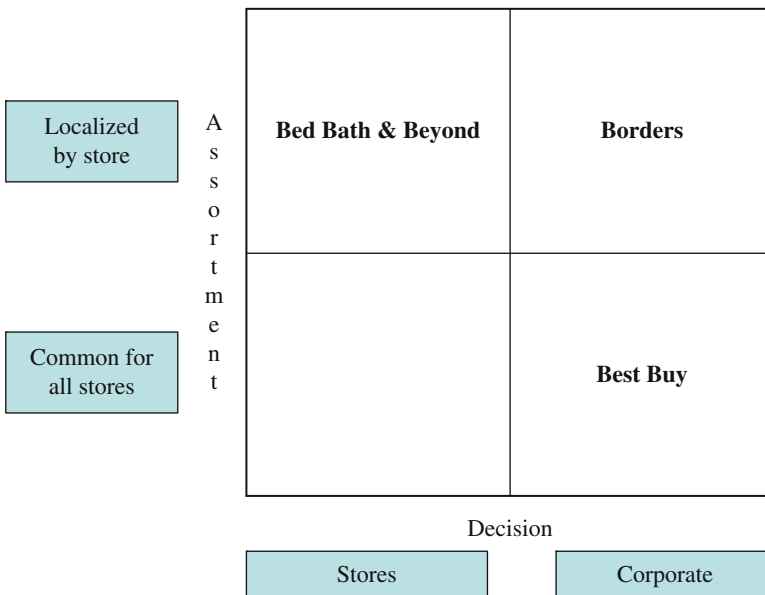 Localized
by store
Assortment
Bed Bath & Beyond
Borders
Common for
all stores
Best Buy
Decision
Stores
Corporate